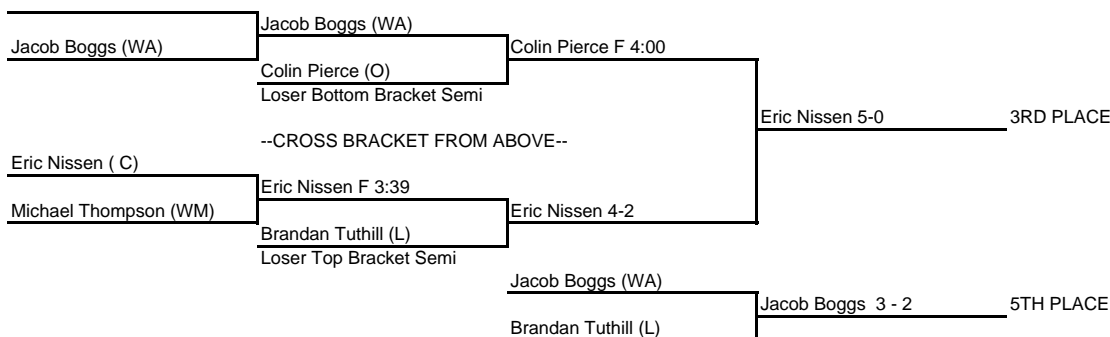 Jacob Boggs (WA)
Jacob Boggs (WA)
Colin Pierce F 4:00
Colin Pierce (O)
Loser Bottom Bracket Semi
Eric Nissen 5-0
3RD PLACE
--CROSS BRACKET FROM ABOVE--
Eric Nissen ( C)
Eric Nissen F 3:39
Michael Thompson (WM)
Eric Nissen 4-2
Brandan Tuthill (L)
Loser Top Bracket Semi
Jacob Boggs (WA)
Jacob Boggs  3 - 2
5TH PLACE
Brandan Tuthill (L)